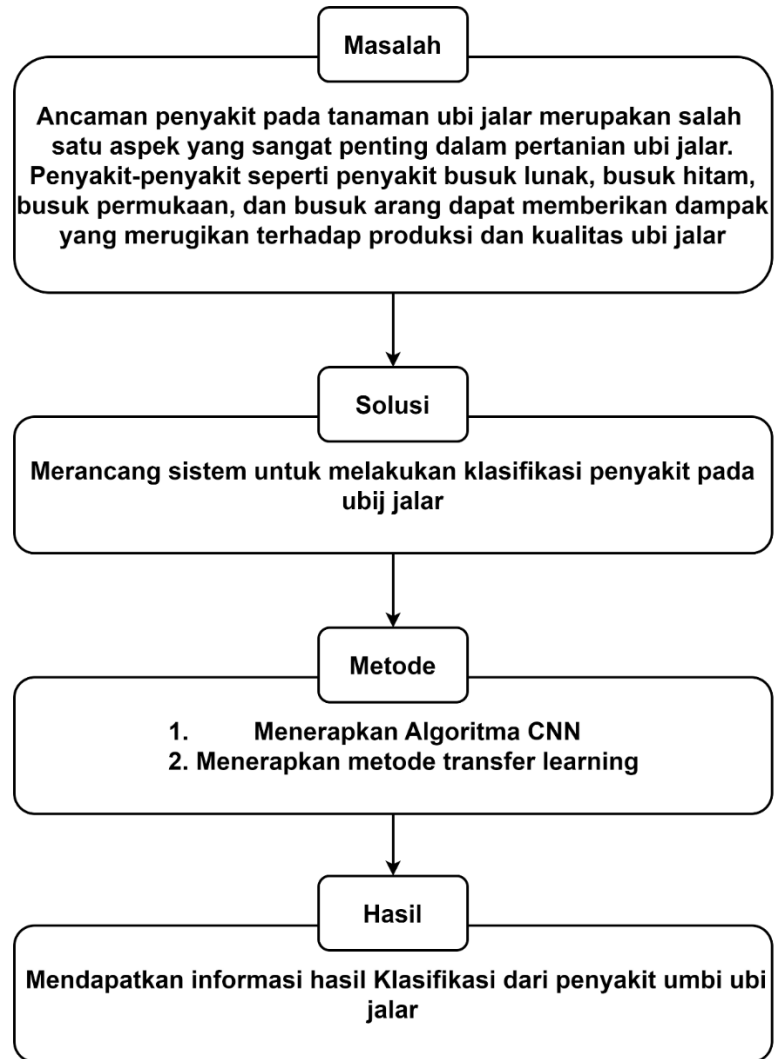 Masalah
Ancaman penyakit pada tanaman ubi jalar merupakan salah
satu aspek yang sangat penting dalam pertanian ubi jalar.
Penyakit-penyakit seperti penyakit busuk lunak, busuk hitam,
busuk permukaan, dan busuk arang dapat memberikan dampak
yang merugikan terhadap produksi dan kualitas ubi jalar
Solusi
Merancang sistem untuk melakukan klasifikasi penyakit pada
ubij jalar
Metode
1. Menerapkan Algoritma CNN
2. Menerapkan metode transfer learning
Hasil
Mendapatkan informasi hasil Klasifikasi dari penyakit umbi ubi
jalar